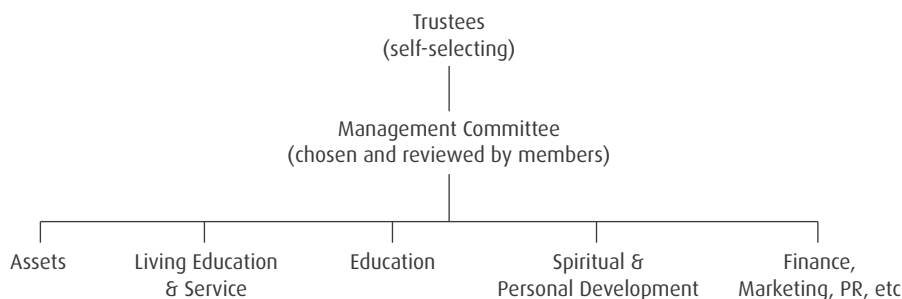 Trustees
(self-selecting)
Management Committee
(chosen and reviewed by members)
Assets
Living Education
& Service
Education
Spiritual &
Personal Development
Finance,
Marketing, PR, etc